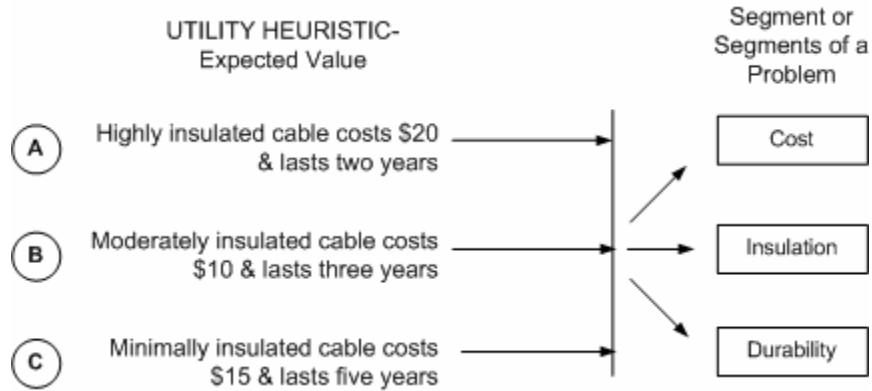 UTILITY HEURISTIC-
Expected Value
Segment or
Segments of a
Problem
A
Highly insulated cable costs $20
& lasts two years
Cost
B
Moderately insulated cable costs
$10 & lasts three years
Insulation
C
Minimally insulated cable costs
$15 & lasts five years
Durability